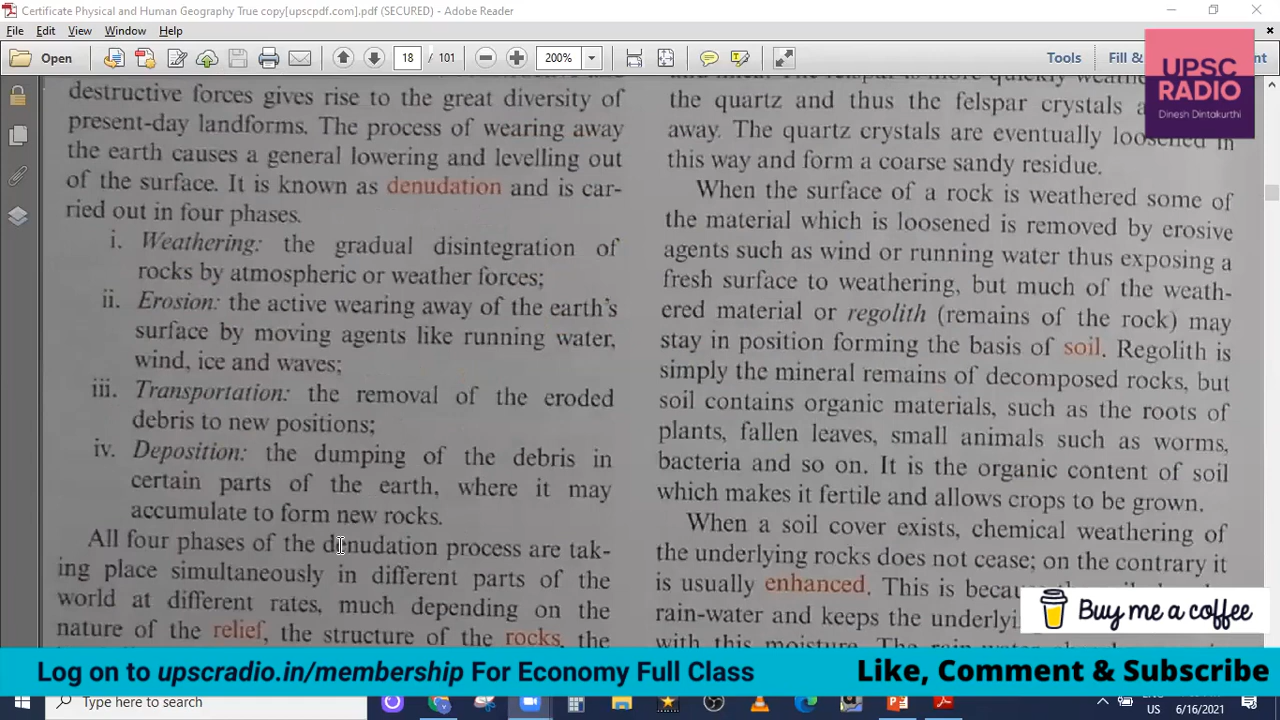 Certificate Physical and Human Geography True copy[upscpdf.com].pdf (SECURED) - Adobe Reader
File Edit View Window Help
Open
18 / 101
200%
Tools
Fill &
UPSC
RADIO
Dinesh Dintakurthi
destructive forces gives rise to the great diversity of
present-day landforms. The process of wearing away
the earth causes a general lowering and levelling out
of the surface. It is known as denudation and is car-
ried out in four phases.
i. Weathering: the gradual disintegration of
rocks by atmospheric or weather forces;
ii. Erosion: the active wearing away of the earth's
surface by moving agents like running water,
wind, ice and waves;
iii. Transportation: the removal of the eroded
debris to new positions;
iv. Deposition: the dumping of the debris in
certain parts of the earth, where it may
accumulate to form new rocks.
All four phases of the denudation process are tak-
ing place simultaneously in different parts of the
world at different rates, much depending on the
nature of the relief, the structure of the rocks, the
the quartz and thus the felspar crystals
away. The quartz crystals are eventually loosened in
this way and form a coarse sandy residue.
When the surface of a rock is weathered some of
the material which is loosened is removed by erosive
agents such as wind or running water thus exposing a
fresh surface to weathering, but much of the weath-
ered material or regolith (remains of the rock) may
stay in position forming the basis of soil. Regolith is
simply the mineral remains of decomposed rocks, but
soil contains organic materials, such as the roots of
plants, fallen leaves, small animals such as worms,
bacteria and so on. It is the organic content of soil
which makes it fertile and allows crops to be grown.
When a soil cover exists, chemical weathering of
the underlying rocks does not cease; on the contrary it
is usually enhanced. This is
rain-water and keeps the
with this moisture. The rain-water
Buy me a coffee
Log on to upscradio.in/membership For Economy Full Class
Like, Comment & Subscribe
Type here to search
US
6/16/2021